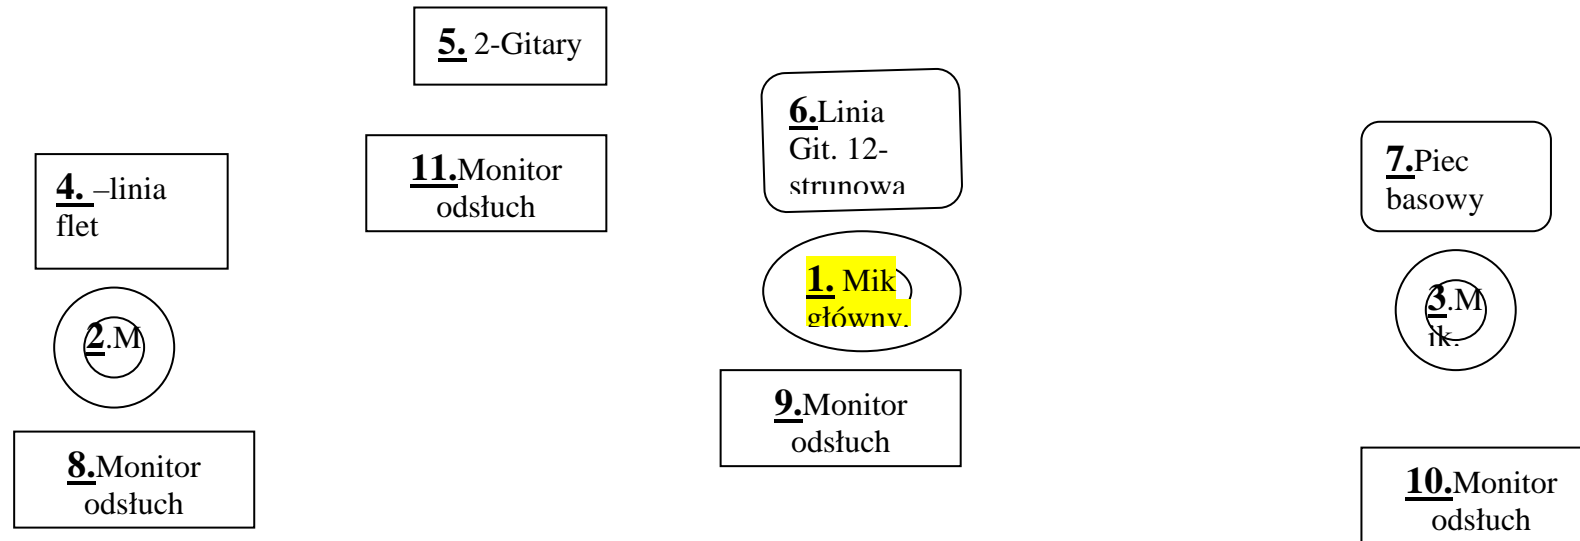 5. 2-Gitary
6.Linia
Git. 12-
strunowa
7.Piec
basowy
11.Monitor
odsłuch
4. –linia
flet
1. Mik
główny.
2.M
3.M
ik.
9.Monitor
odsłuch
8.Monitor
odsłuch
10.Monitor
odsłuch